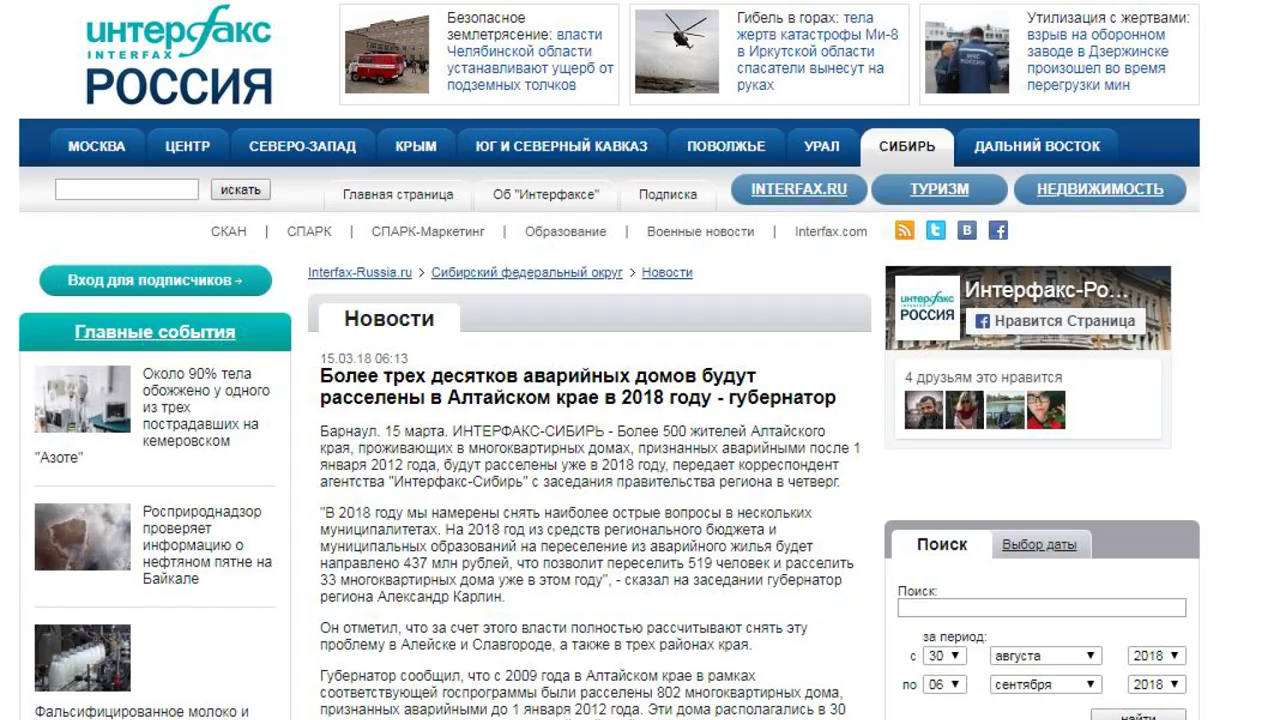 интерфакс
INTERFAX
РОССИЯ
Безопасное
землетрясение: власти
Челябинской области
устанавливают ущерб от
подземных толчков
Гибель в горах: тела
жертв катастрофы Ми-8
в Иркутской области
спасатели вынесут на
руках
Утилизация с жертвами:
взрыв на оборонном
заводе в Дзержинске
произошел во время
перегрузки мин
МОСКВА ЦЕНТР СЕВЕРО-ЗАПАД КРЫМ ЮГ И СЕВЕРНЫЙ КАВКАЗ ПОВОЛЖЬЕ УРАЛ СИБИРЬ ДАЛЬНИЙ ВОСТОК
искать Главная страница Об "Интерфаксе" Подписка INTERFAX.RU ТУРИЗМ НЕДВИЖИМОСТЬ
СКАН | СПАРК | СПАРК-Маркетинг | Образование | Военные новости | Interfax.com
Вход для подписчиков →
Главные события
Около 90% тела
обожжено у одного
из трех
пострадавших на
кемеровском
"Азоте"
Росприроднадзор
проверяет
информацию о
нефтяном пятне на
Байкале
Фальсифицированное молоко и
Interfax-Russia.ru > Сибирский федеральный округ > Новости
Новости
15.03.18 06:13
Более трех десятков аварийных домов будут
расселены в Алтайском крае в 2018 году - губернатор
Барнаул. 15 марта. ИНТЕРФАКС-СИБИРЬ - Более 500 жителей Алтайского
края, проживающих в многоквартирных домах, признанных аварийными после 1
января 2012 года, будут расселены уже в 2018 году, передает корреспондент
агентства "Интерфакс-Сибирь" с заседания правительства региона в четверг.
"В 2018 году мы намерены снять наиболее острые вопросы в нескольких
муниципалитетах. На 2018 год из средств регионального бюджета и
муниципальных образований на переселение из аварийного жилья будет
направлено 437 млн рублей, что позволит переселить 519 человек и расселить
33 многоквартирных дома уже в этом году", - сказал на заседании губернатор
региона Александр Карлин.
Он отметил, что за счет этого власти полностью рассчитывают снять эту
проблему в Алейске и Славгороде, а также в трех районах края.
Губернатор сообщил, что с 2009 года в Алтайском крае в рамках
соответствующей госпрограммы были расселены 802 многоквартирных дома,
признанных аварийными до 1 января 2012 года. Эти дома располагались в 30
интерфакс
INTERFAX
РОССИЯ
Интерфакс-Ро...
Нравится Страница
4 друзьям это нравится
Поиск Выбор даты
Поиск:
за период:
с 30 августа 2018
по 06 сентября 2018
найти